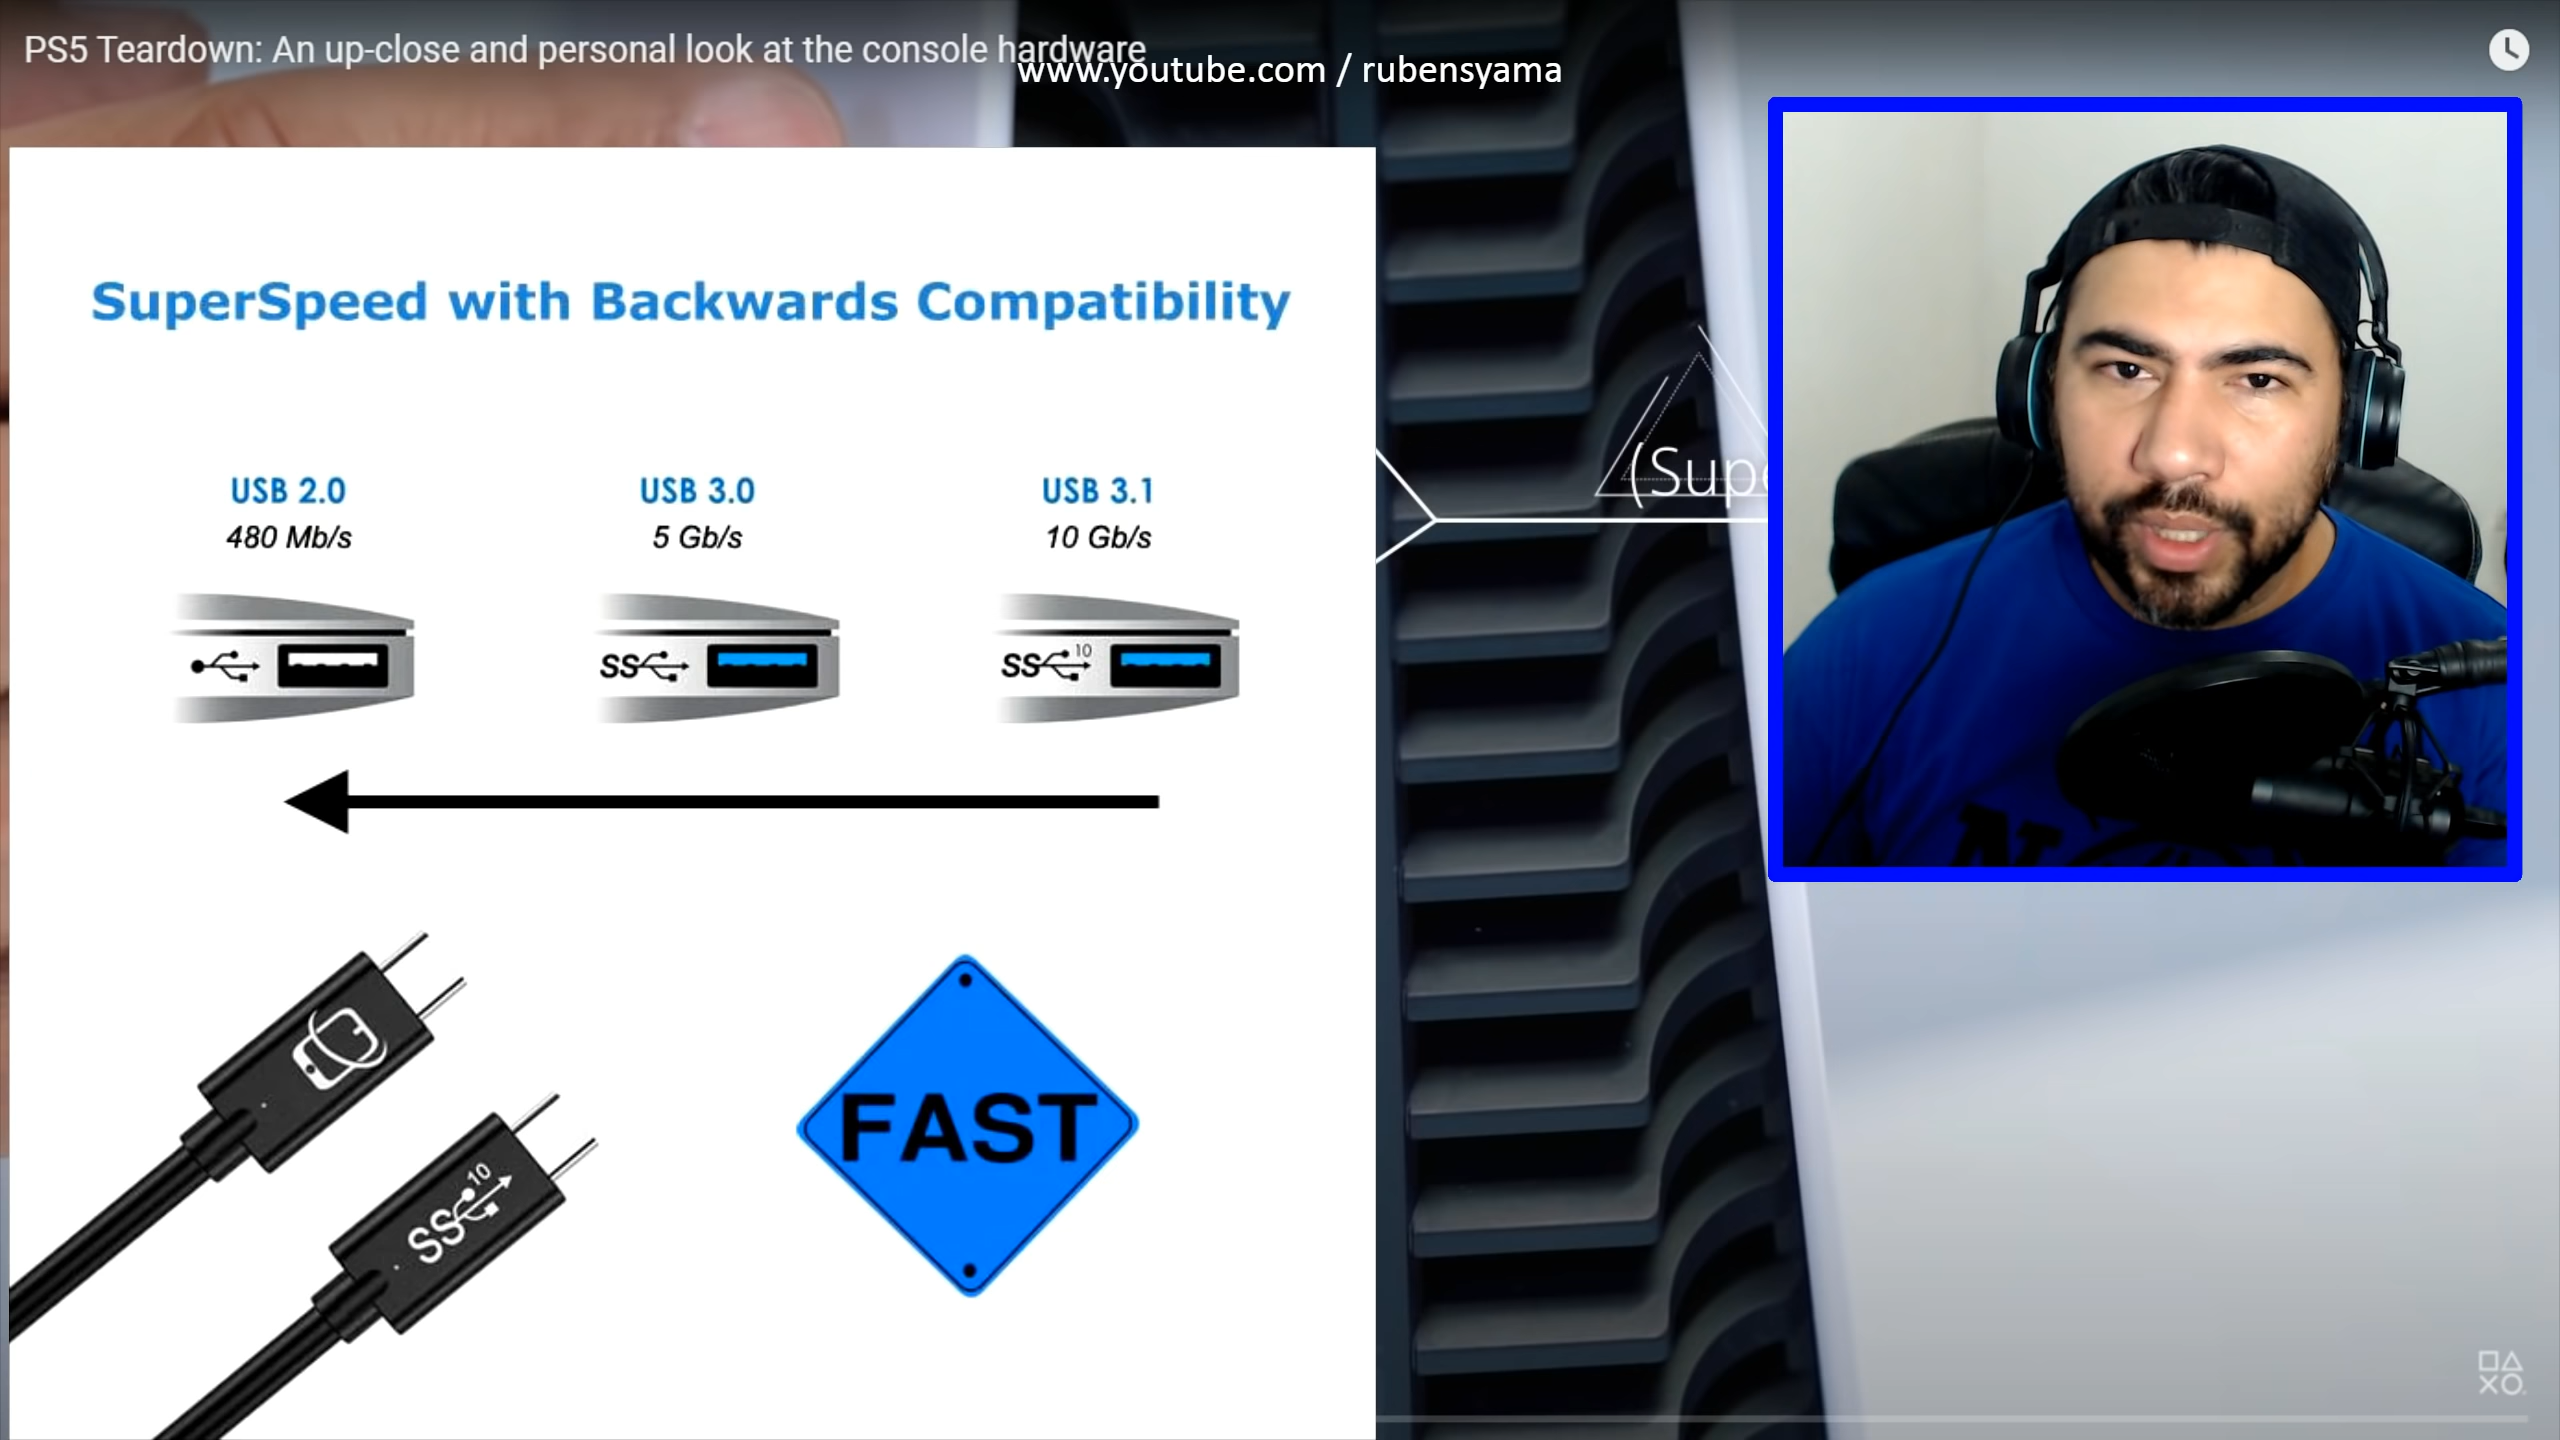 PS5 Teardown: An up-close and personal look at the console hardware
www.youtube.com / rubensyama
SuperSpeed with Backwards Compatibility
USB 2.0
480 Mb/s
USB 3.0
5 Gb/s
USB 3.1
10 Gb/s
SS
SS 10
(Supe
SS 10
FAST